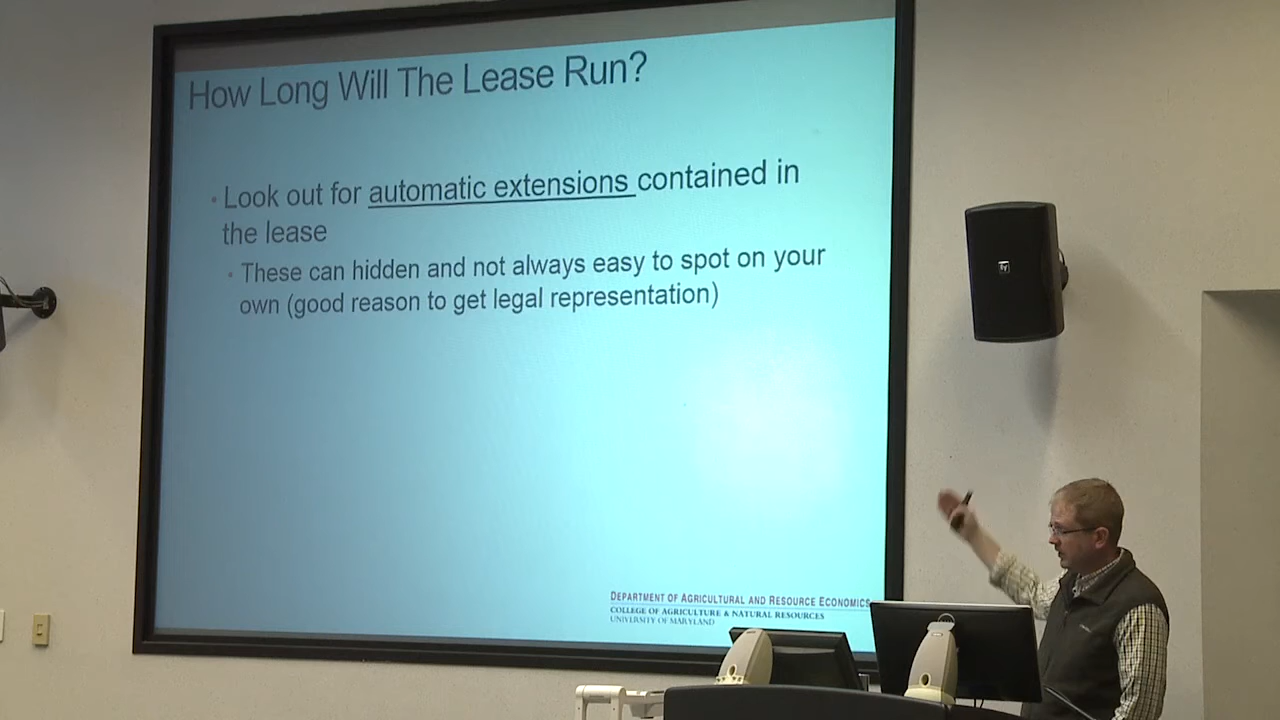 How Long Will The Lease Run?
• Look out for automatic extensions contained in
the lease
• These can hidden and not always easy to spot on your
own (good reason to get legal representation)
DEPARTMENT OF AGRICULTURAL AND RESOURCE ECONOMICS
COLLEGE OF AGRICULTURE & NATURAL RESOURCES
UNIVERSITY OF MARYLAND
EV